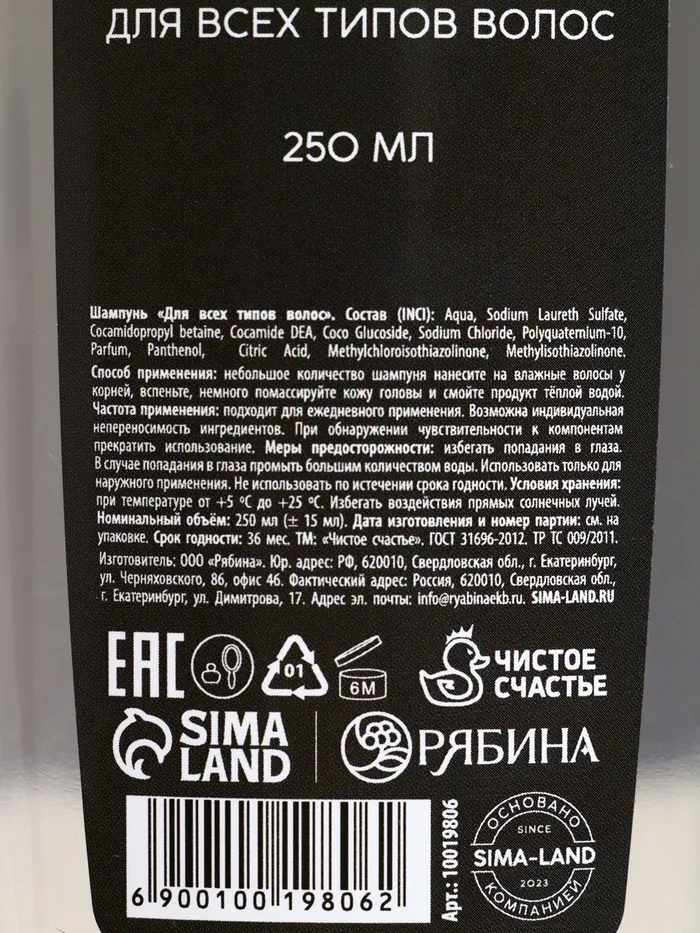 ДЛЯ ВСЕХ ТИПОВ ВОЛОС
250 МЛ
Шампунь «Для всех типов волос». Состав (INCI): Aqua, Sodium Laureth Sulfate,
Cocamidopropyl betaine, Cocamide DEA, Coco Glucoside, Sodium Chloride, Polyquaternium-10,
Parfum, Panthenol, Citric Acid, Methylchloroisothiazolinone, Methylisothiazolinone.
Способ применения: небольшое количество шампуня нанесите на влажные волосы у
корней, вспеньте, немного помассируйте кожу головы и смойте продукт тёплой водой.
Частота применения: подходит для ежедневного применения. Возможна индивидуальная
непереносимость ингредиентов. При обнаружении чувствительности к компонентам
прекратить использование. Меры предосторожности: избегать попадания в глаза.
В случае попадания в глаза промыть большим количеством воды. Использовать только для
наружного применения. Не использовать по истечении срока годности. Условия хранения:
при температуре от +5 °C до +25 °C. Избегать воздействия прямых солнечных лучей.
Номинальный объём: 250 мл (± 15 мл). Дата изготовления и номер партии: см. на
упаковке. Срок годности: 36 мес. ТМ: «Чистое счастье». ГОСТ 31696-2012. ТР ТС 009/2011.
Изготовитель: ООО «Рябина». Юр. адрес: РФ, 620010, Свердловская обл., г. Екатеринбург,
ул. Черняховского, 86, офис 46. Фактический адрес: Россия, 620010, Свердловская обл.,
г. Екатеринбург, ул. Димитрова, 17. Адрес эл. почты: info@ryabinaekb.ru. SIMA-LAND.RU
EAC 01 6M ЧИСТОЕ
СЧАСТЬЕ
SIMA
LAND РЯБИНА
6 900100 198062
Арт.: 10019806
ОСНОВАНО
SINCE
SIMA-LAND
2023
КОМПАНИЕЙ